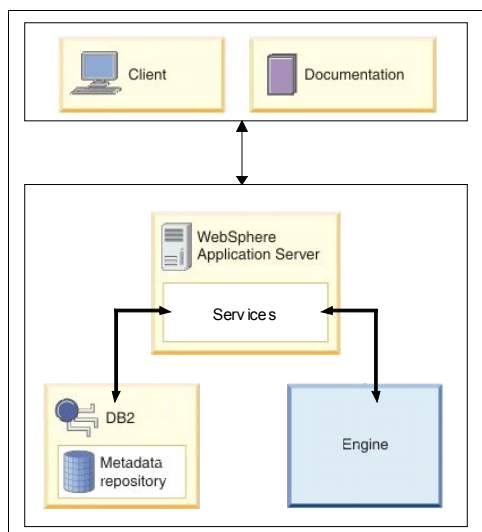 Client
Documentation
WebSphere
Application Server
Services
DB2
Metadata
repository
Engine